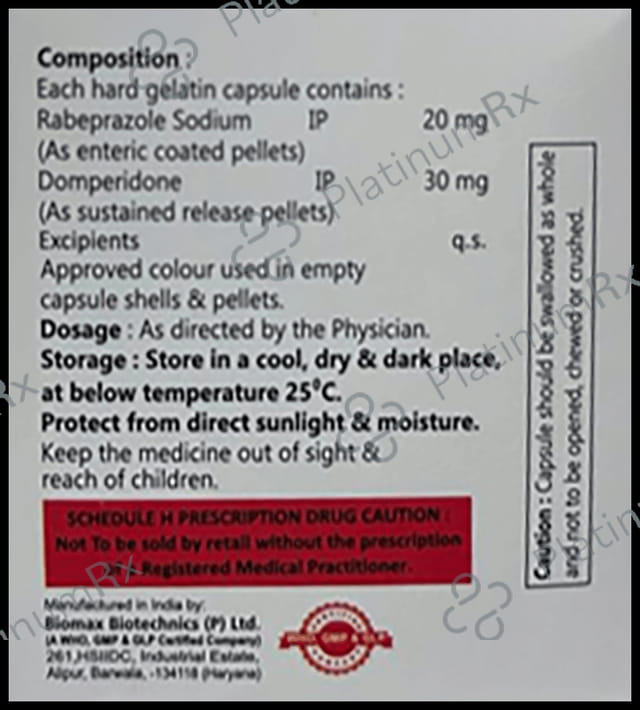 Composition :
Each hard gelatin capsule contains :
Rabeprazole Sodium IP 20 mg
(As enteric coated pellets)
Domperidone IP 30 mg
(As sustained release pellets)
Excipients q.s.
Approved colour used in empty
capsule shells & pellets.
Dosage : As directed by the Physician.
Storage : Store in a cool, dry & dark place,
at below temperature 25°C.
Protect from direct sunlight & moisture.
Keep the medicine out of sight &
reach of children.
SCHEDULE H PRESCRIPTION DRUG CAUTION :
Not To be sold by retail without the prescription
Registered Medical Practitioner.
Manufactured in India by:
Biomax Biotechnics (P) Ltd.
(A WHO, GMP & GLP Certified Company)
261,HSIIDC, Industrial Estate,
Alipur, Barwala, -134118 (Haryana)
WHO, GMP & GLP
Caution : Capsule should be swallowed as whole
and not to be opened, chewed or crushed.
PlatinumRx
PlatinumRx